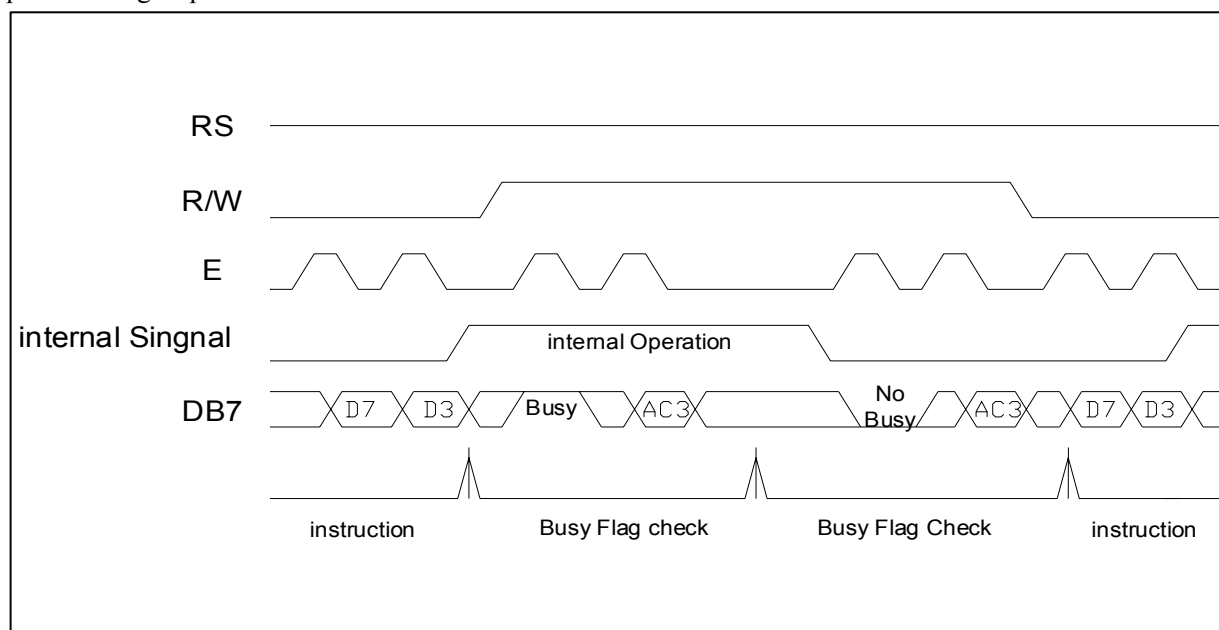 RS
R/W
E
internal Singnal
internal Operation
DB7
D7 D3 Busy AC3 No Busy AC3 D7 D3
instruction Busy Flag check Busy Flag Check instruction